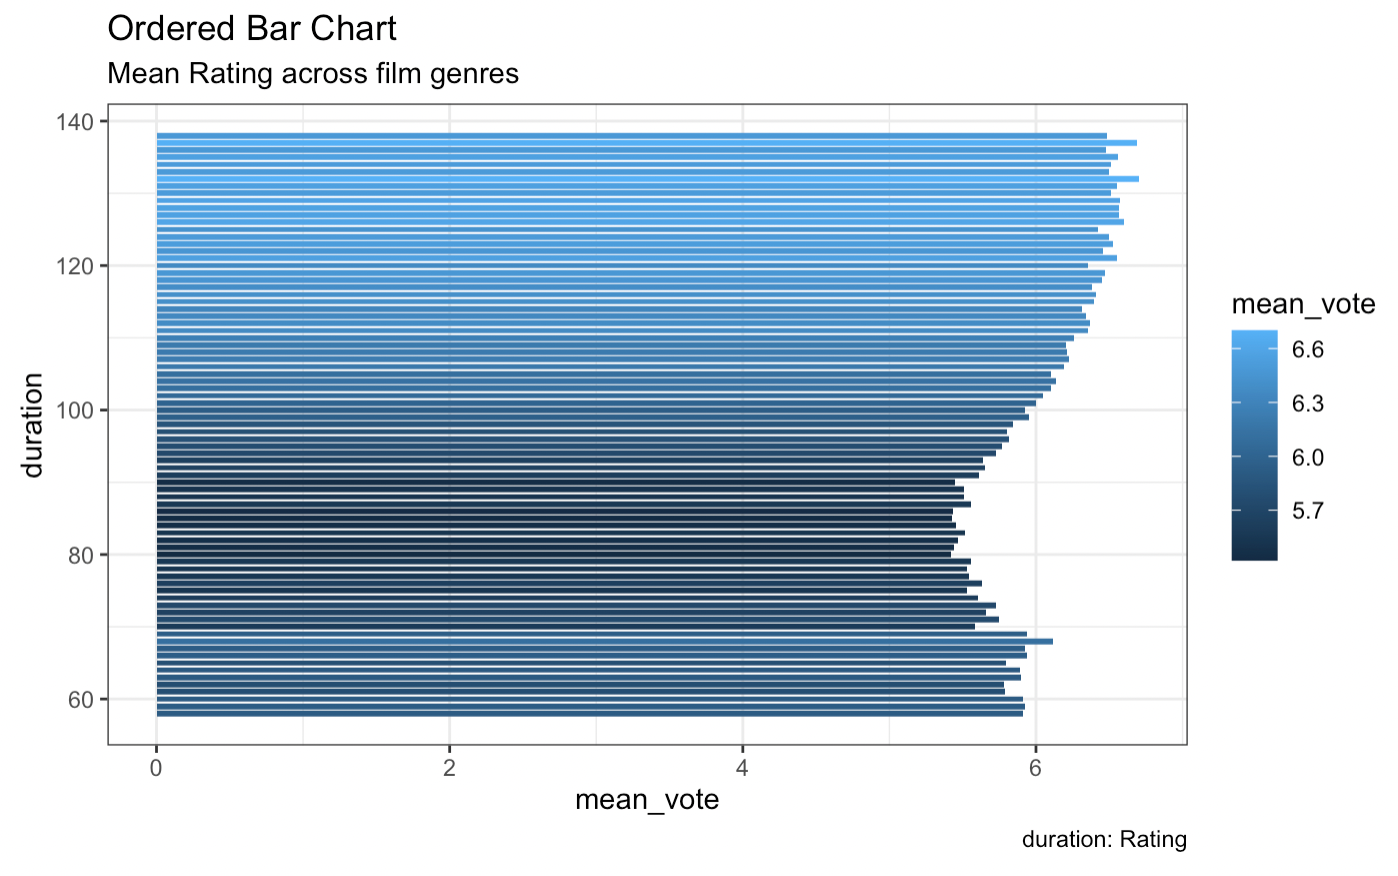 Ordered Bar Chart
Mean Rating across film genres
140
120
100
80
60
duration
0 2 4 6
mean_vote
mean_vote
6.6
6.3
6.0
5.7
duration: Rating